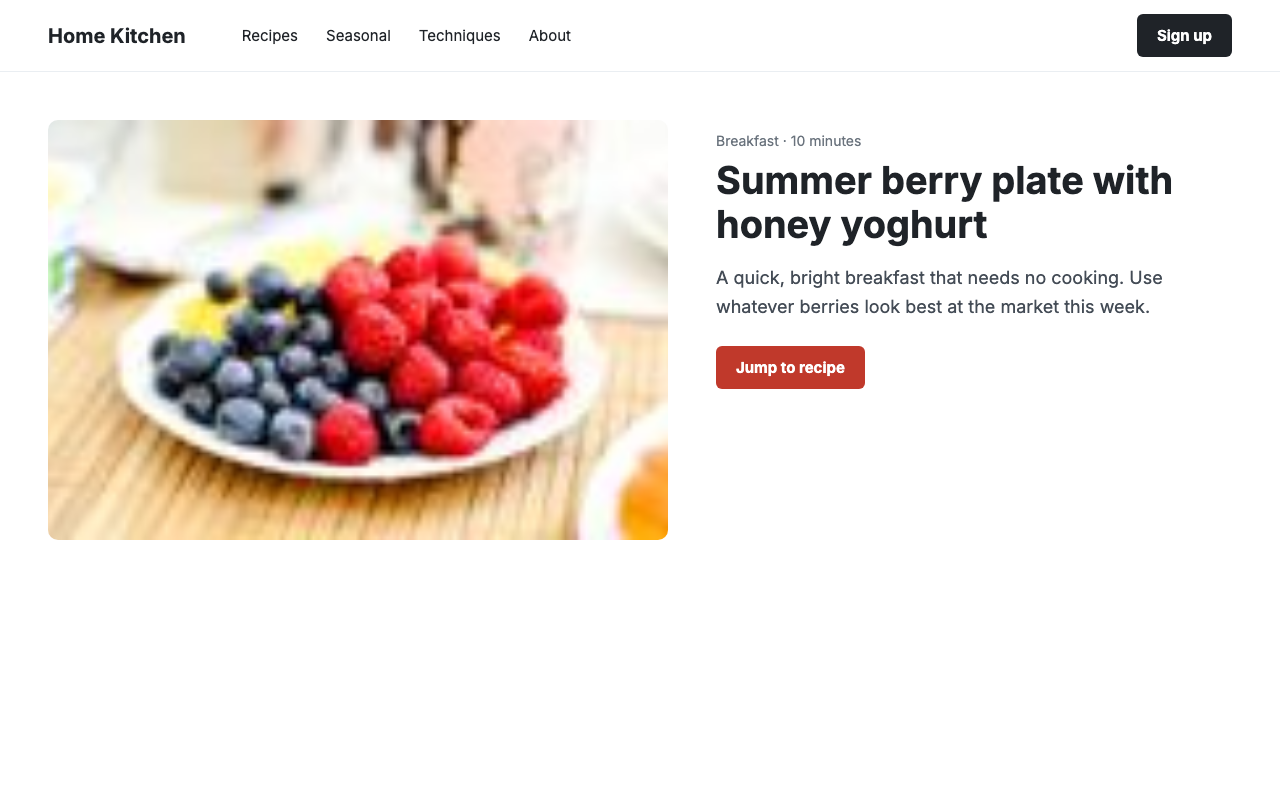 Home Kitchen
Recipes
Seasonal
Techniques
About
Sign up
Breakfast · 10 minutes
Summer berry plate with
honey yoghurt
A quick, bright breakfast that needs no cooking. Use
whatever berries look best at the market this week.
Jump to recipe